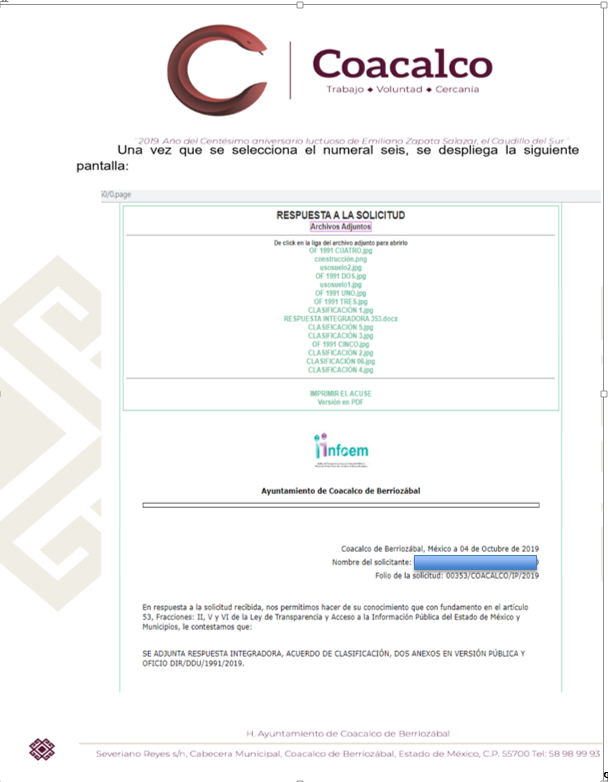 Coacalco
Trabajo ◆ Voluntad ◆ Cercanía
"2019. Año del Centésimo aniversario luctuoso de Emiliano Zapata Salazar, el Caudillo del Sur"
Una vez que se selecciona el numeral seis, se despliega la siguiente
pantalla:
0/0.page
RESPUESTA A LA SOLICITUD
Archivos Adjuntos
De click en la liga del archivo adjunto para abrirlo
OF 1991 CUATRO.jpg
construcción.png
usosuelo2.jpg
OF 1991 DOS.jpg
usosuelo1.jpg
OF 1991 UNO.jpg
OF 1991 TRES.jpg
CLASIFICACIÓN 1.jpg
RESPUESTA INTEGRADORA 353.docx
CLASIFICACIÓN 5.jpg
CLASIFICACIÓN 3.jpg
OF 1991 CINCO.jpg
CLASIFICACIÓN 2.jpg
CLASIFICACIÓN 06.jpg
CLASIFICACIÓN 4.jpg
IMPRIMIR EL ACUSE
Versión en PDF
infoem
Ayuntamiento de Coacalco de Berriozábal
Coacalco de Berriozábal, México a 04 de Octubre de 2019
Nombre del solicitante:
Folio de la solicitud: 00353/COACALCO/IP/2019
En respuesta a la solicitud recibida, nos permitimos hacer de su conocimiento que con fundamento en el artículo
53, Fracciones: II, V y VI de la Ley de Transparencia y Acceso a la Información Pública del Estado de México y
Municipios, le contestamos que:
SE ADJUNTA RESPUESTA INTEGRADORA, ACUERDO DE CLASIFICACIÓN, DOS ANEXOS EN VERSIÓN PÚBLICA Y
OFICIO DIR/DDU/1991/2019.
H. Ayuntamiento de Coacalco de Berriozábal
Severiano Reyes s/n, Cabecera Municipal, Coacalco de Berriozábal, Estado de México, C.P. 55700 Tel: 58 98 99 93